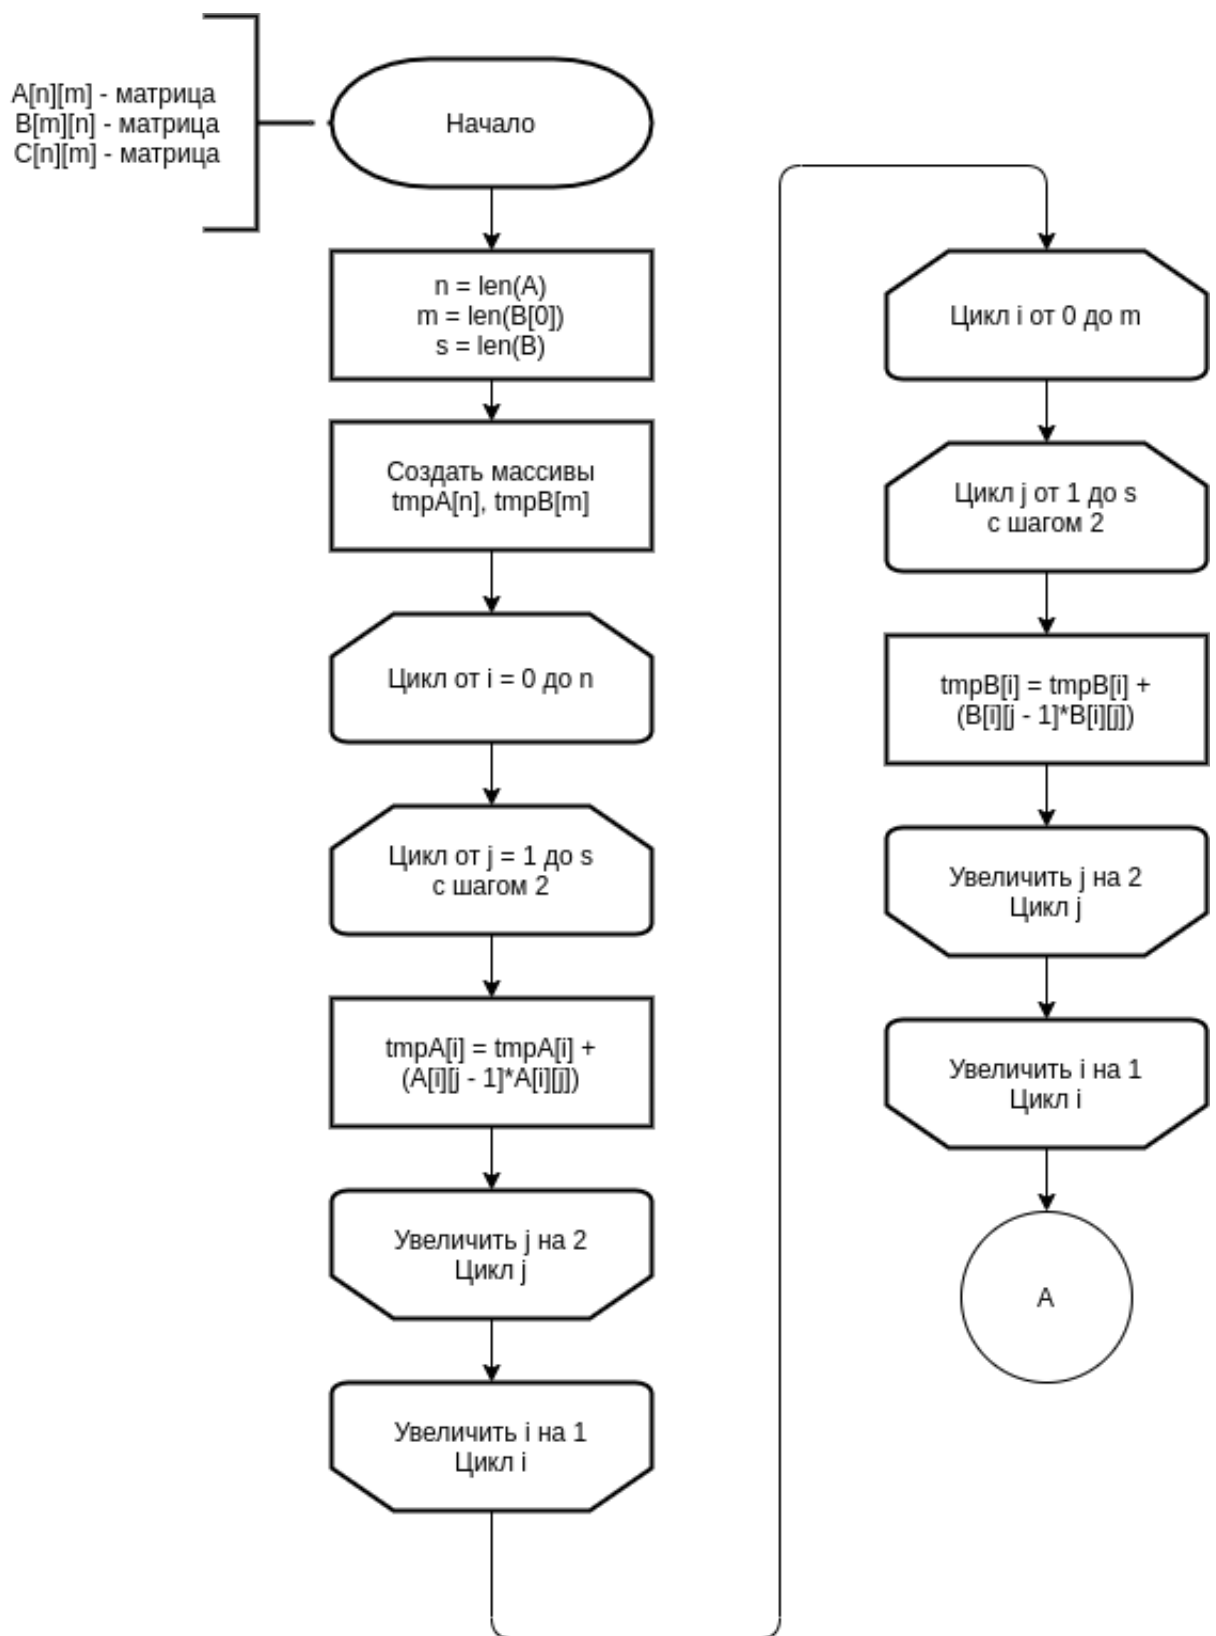 A[n][m] - матрица
B[m][n] - матрица
C[n][m] - матрица
Начало
n = len(A)
m = len(B[0])
s = len(B)
Создать массивы
tmpA[n], tmpB[m]
Цикл от i = 0 до n
Цикл от j = 1 до s
с шагом 2
tmpA[i] = tmpA[i] +
(A[i][j - 1]*A[i][j])
Увеличить j на 2
Цикл j
Увеличить i на 1
Цикл i
Цикл i от 0 до m
Цикл j от 1 до s
с шагом 2
tmpB[i] = tmpB[i] +
(B[i][j - 1]*B[i][j])
Увеличить j на 2
Цикл j
Увеличить i на 1
Цикл i
A